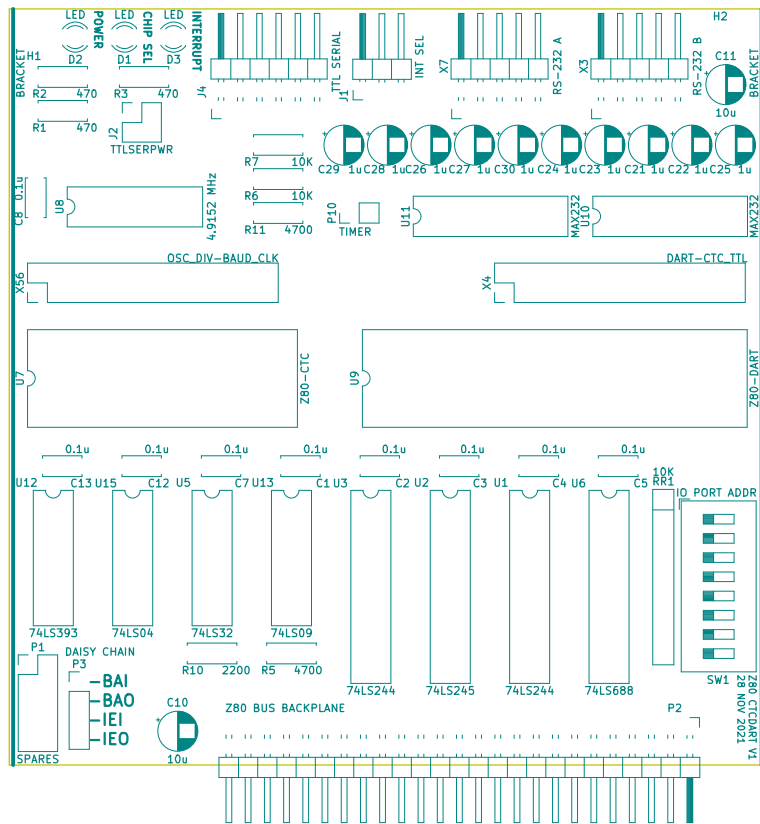 LED
LED
LED
POWER
CHIP SEL
INTERRUPT
H1
D2
D1
D3
BRACKET
R2 470
R3 470
R1 470
J2
TTLSERPWR
J4
TTL SERIAL
J1
INT SEL
X7
RS-232 A
X3
RS-232 B
H2
C11
10u
BRACKET
R7 10K
R6 10K
R11 4700
C29 1u
C28 1u
C26 1u
C27 1u
C30 1u
C24 1u
C23 1u
C21 1u
C22 1u
C25 1u
C8 0.1u
U8
4.9152 MHz
P10
TIMER
U11
MAX232
U10
MAX232
X56
OSC_DIV-BAUD_CLK
X4
DART-CTC_TTL
U7
Z80-CTC
U9
Z80-DART
0.1u
0.1u
0.1u
0.1u
0.1u
0.1u
0.1u
0.1u
U12
C13
U15
C12
U5
C7
U13
C1
U3
C2
U2
C3
U1
C4
U6
C5
10K
RR1
IO PORT ADDR
74LS393
74LS04
74LS32
74LS09
74LS244
74LS245
74LS244
74LS688
SW1
R10 2200
R5 4700
P1
SPARES
DAISY CHAIN
P3
BAI
BAO
IEI
IEO
C10
10u
Z80 BUS BACKPLANE
P2
Z80 CTCDART V1
28 NOV 2021